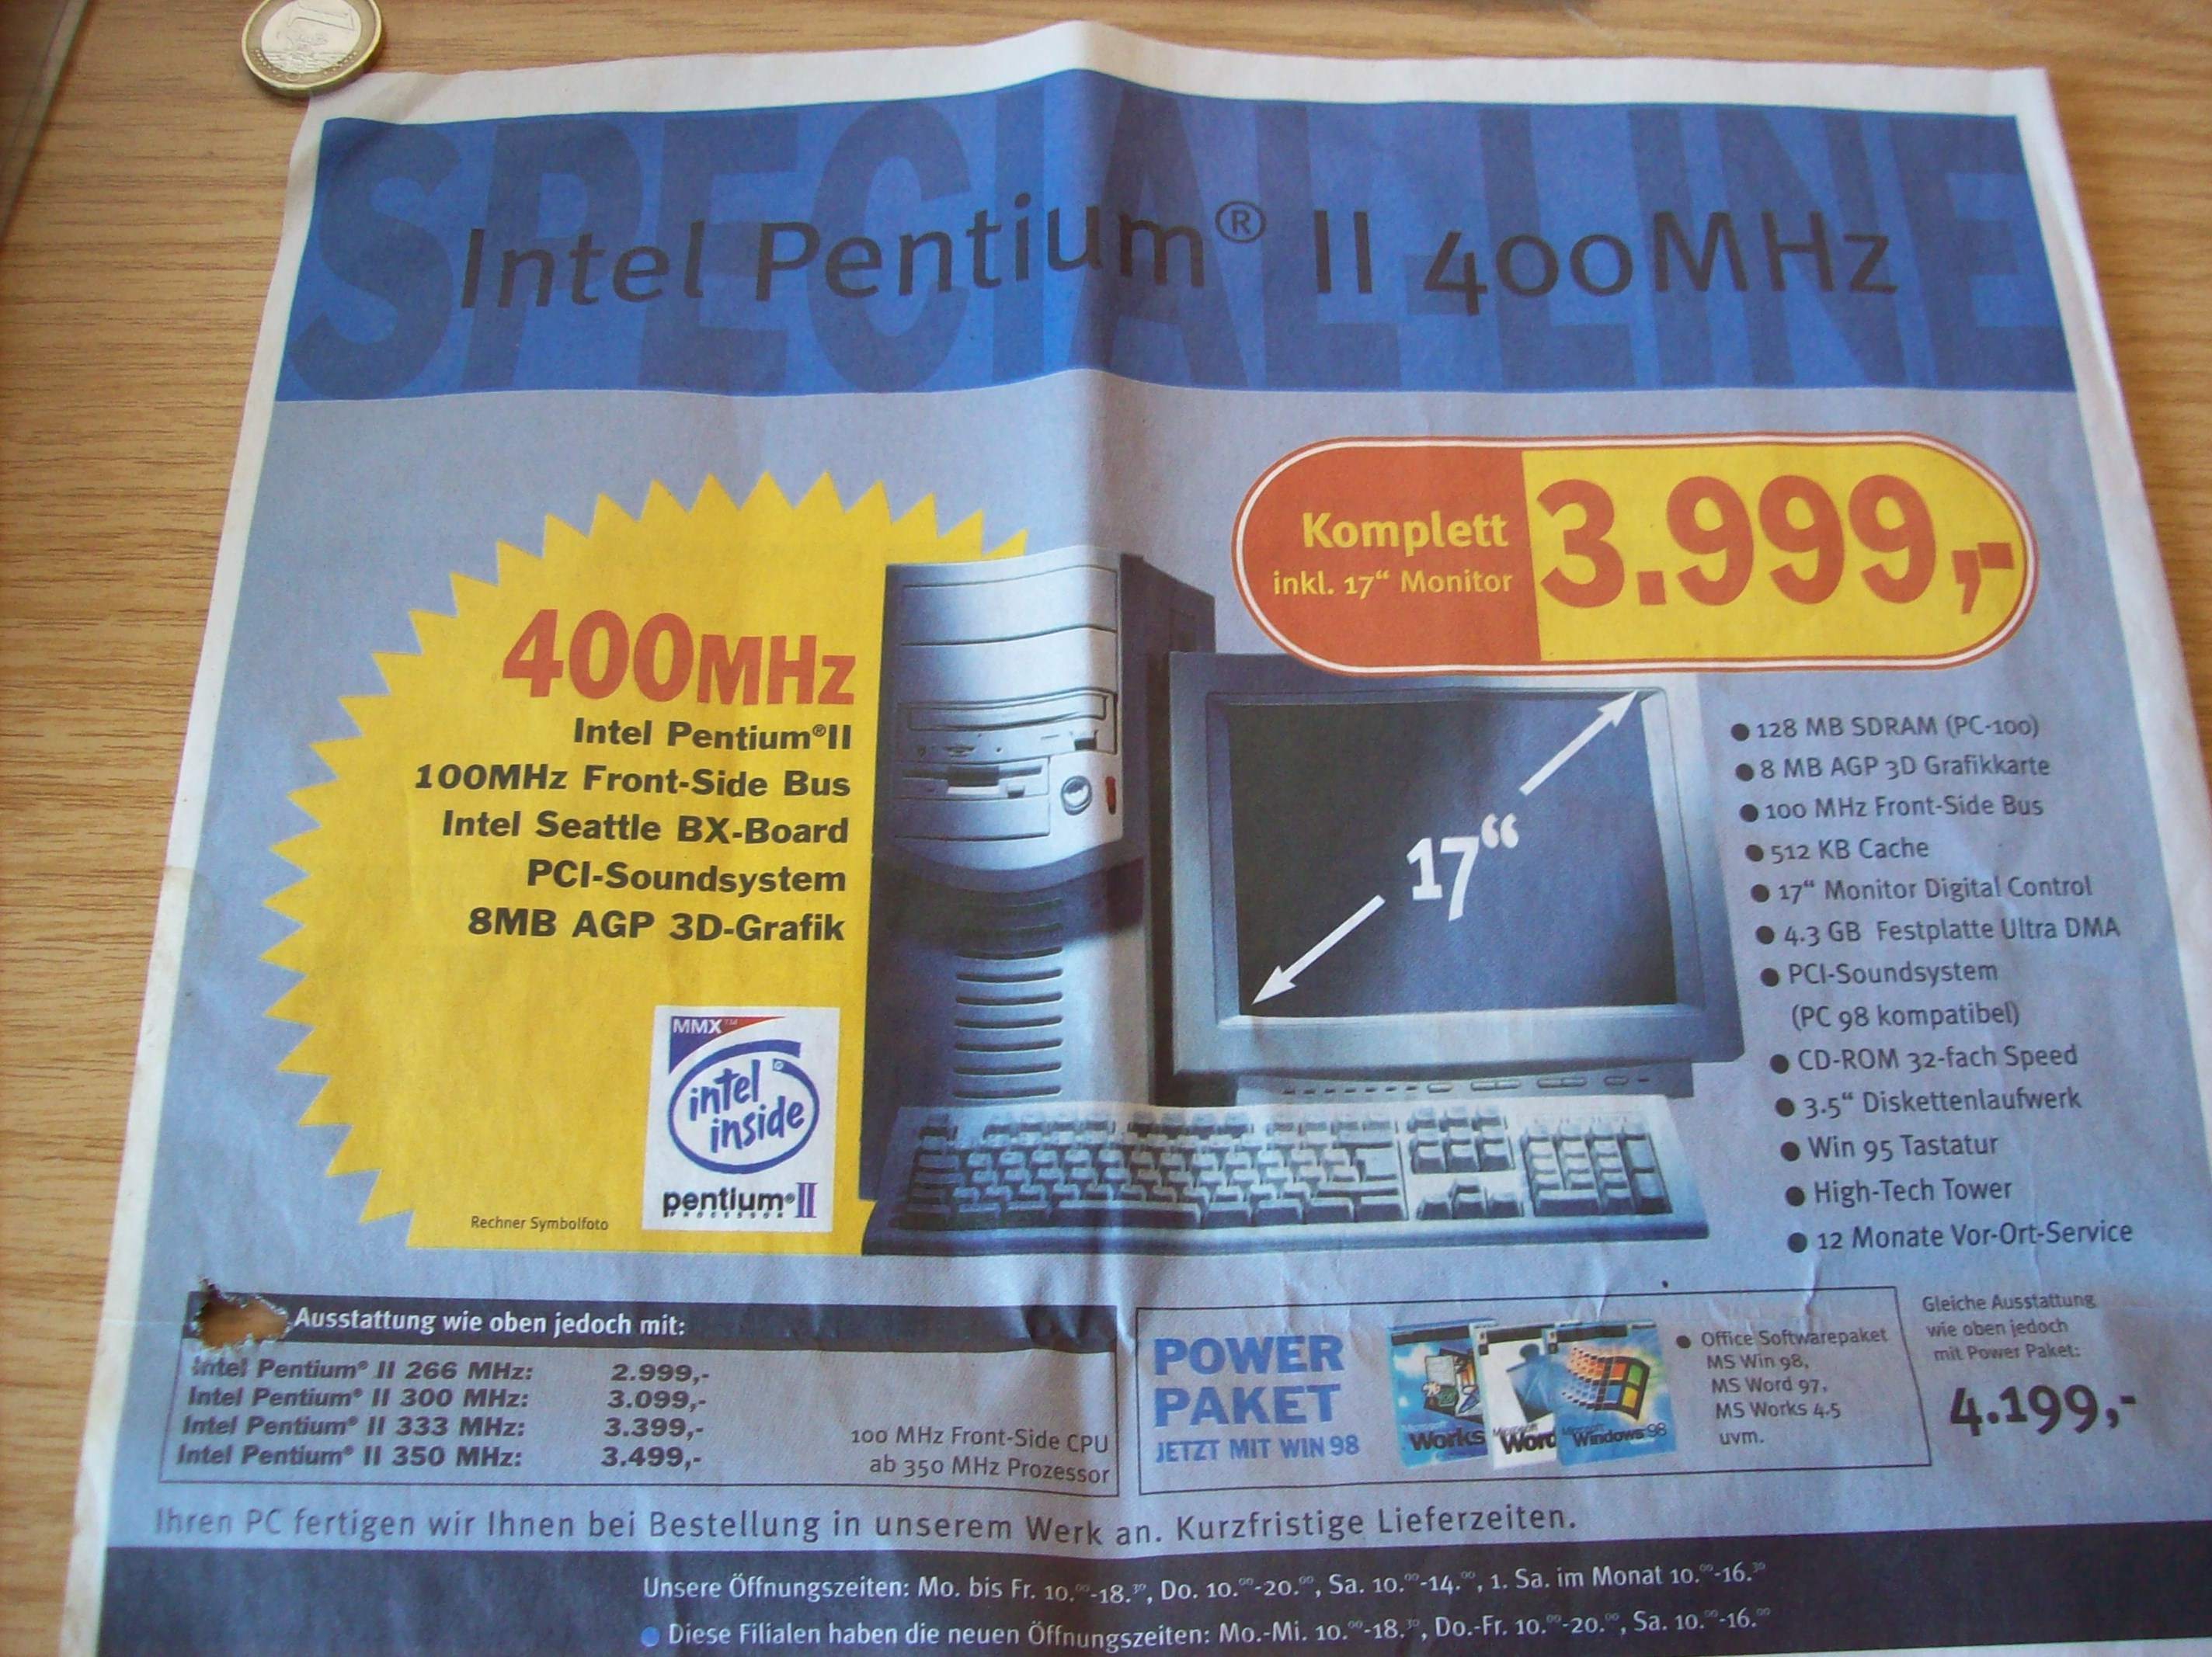 1
SPECIAL-LINE
Intel Pentium® II 400MHz
Komplett
inkl. 17“ Monitor
3.999,-
400MHz
Intel Pentium®II
100MHz Front-Side Bus
Intel Seattle BX-Board
PCI-Soundsystem
8MB AGP 3D-Grafik
MMX™
intel®
inside
pentium®II
PROCESSOR
Rechner Symbolfoto
17“
● 128 MB SDRAM (PC-100)
● 8 MB AGP 3D Grafikkarte
● 100 MHz Front-Side Bus
● 512 KB Cache
● 17“ Monitor Digital Control
● 4.3 GB Festplatte Ultra DMA
● PCI-Soundsystem
(PC 98 kompatibel)
● CD-ROM 32-fach Speed
● 3.5“ Diskettenlaufwerk
● Win 95 Tastatur
● High-Tech Tower
● 12 Monate Vor-Ort-Service
Ausstattung wie oben jedoch mit:
Intel Pentium® II 266 MHz: 2.999,-
Intel Pentium® II 300 MHz: 3.099,-
Intel Pentium® II 333 MHz: 3.399,-
Intel Pentium® II 350 MHz: 3.499,-
100 MHz Front-Side CPU
ab 350 MHz Prozessor
POWER
PAKET
JETZT MIT WIN 98
Microsoft Works
Microsoft Word
Microsoft Windows 98
● Office Softwarepaket
MS Win 98,
MS Word 97,
MS Works 4.5
uvm.
Gleiche Ausstattung
wie oben jedoch
mit Power Paket:
4.199,-
Ihren PC fertigen wir Ihnen bei Bestellung in unserem Werk an. Kurzfristige Lieferzeiten.
Unsere Öffnungszeiten: Mo. bis Fr. 10.00-18.30, Do. 10.00-20.00, Sa. 10.00-14.00, 1. Sa. im Monat 10.00-16.30
● Diese Filialen haben die neuen Öffnungszeiten: Mo.-Mi. 10.00-18.30, Do.-Fr. 10.00-20.00, Sa. 10.00-16.00